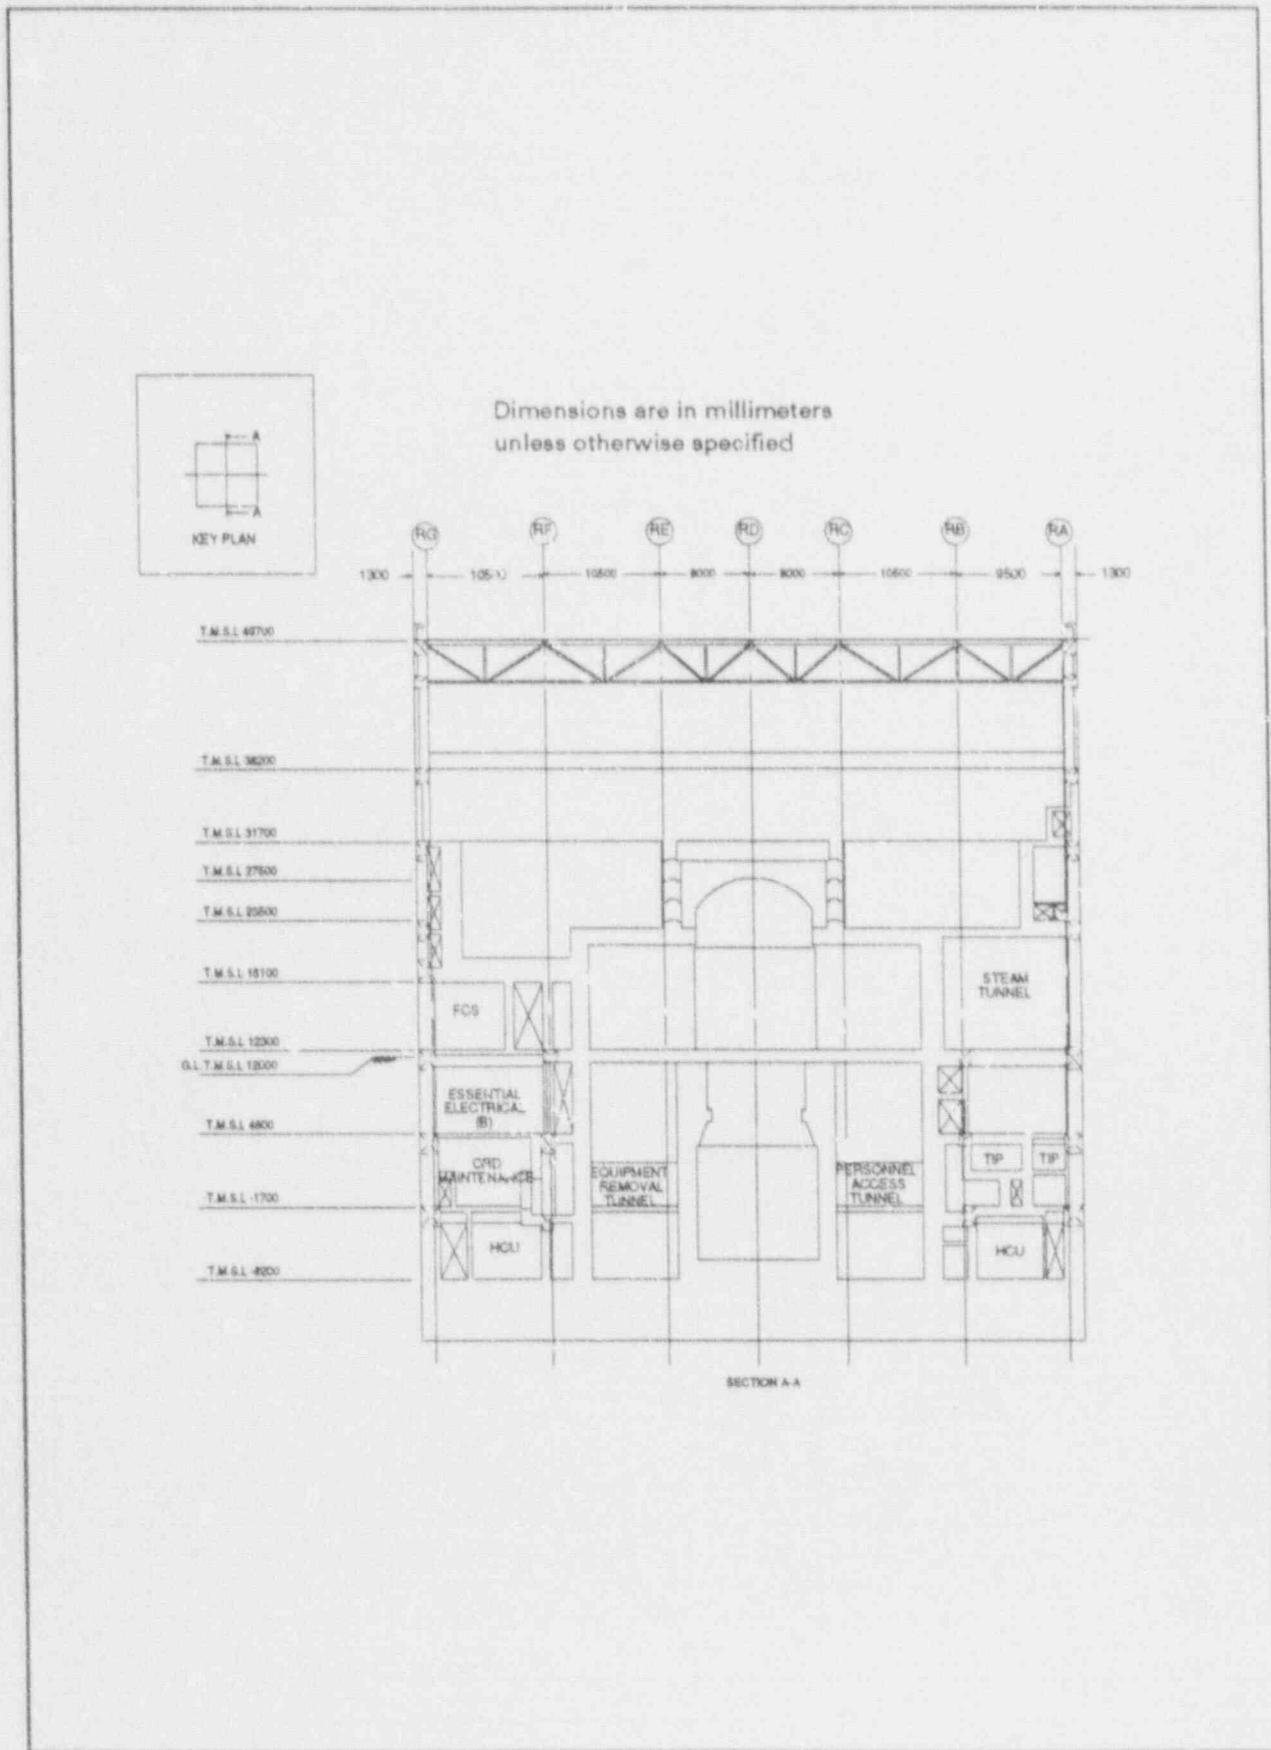 Dimensions are in millimeters
unless otherwise specified
A
A
KEY PLAN
RG RF RE RD RC RB RA
1300 10500 8000 8000 9500 1300
T.M.S.L 49700
T.M.S.L 38200
T.M.S.L 31700
T.M.S.L 27500
T.M.S.L 23500
T.M.S.L 18100
T.M.S.L 12300
G.L.T.M.S.L 12000
T.M.S.L 4800
T.M.S.L -1700
T.M.S.L -8200
STEAM
TUNNEL
FCS
ESSENTIAL
ELECTRICAL
(B)
CRD
MAINTENANCE
EQUIPMENT
REMOVAL
TUNNEL
PERSONNEL
ACCESS
TUNNEL
TIP TIP
HCU
HCU
SECTION A-A